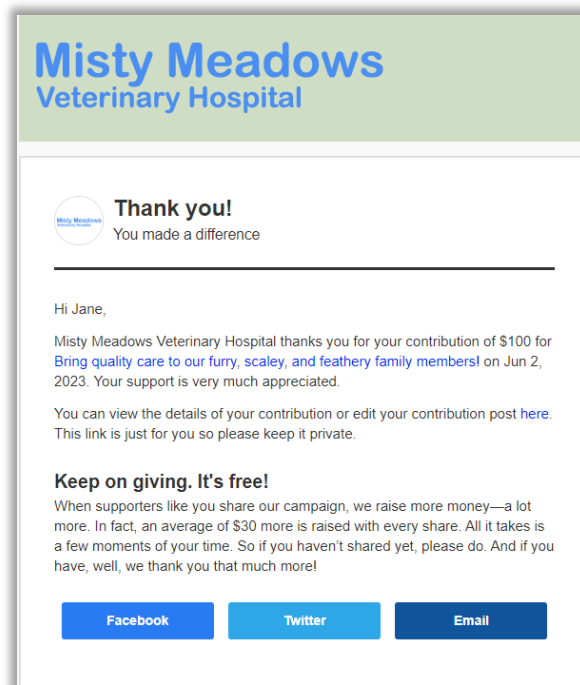 Misty Meadows
Veterinary Hospital
Misty Meadows
Veterinary Hospital
Thank you!
You made a difference
Hi Jane,
Misty Meadows Veterinary Hospital thanks you for your contribution of $100 for
Bring quality care to our furry, scaley, and feathery family members! on Jun 2,
2023. Your support is very much appreciated.
You can view the details of your contribution or edit your contribution post here.
This link is just for you so please keep it private.
Keep on giving. It's free!
When supporters like you share our campaign, we raise more money—a lot
more. In fact, an average of $30 more is raised with every share. All it takes is
a few moments of your time. So if you haven’t shared yet, please do. And if you
have, well, we thank you that much more!
Facebook
Twitter
Email